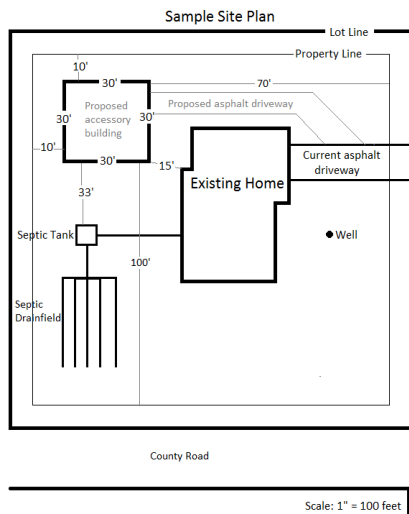 Sample Site Plan
Lot Line
Property Line
10'
30'
70'
Proposed
accessory
building
Proposed asphalt driveway
30'
30'
10'
30'
15'
Current asphalt
driveway
33'
Existing Home
Septic Tank
Well
100'
Septic
Drainfield
County Road
Scale: 1" = 100 feet